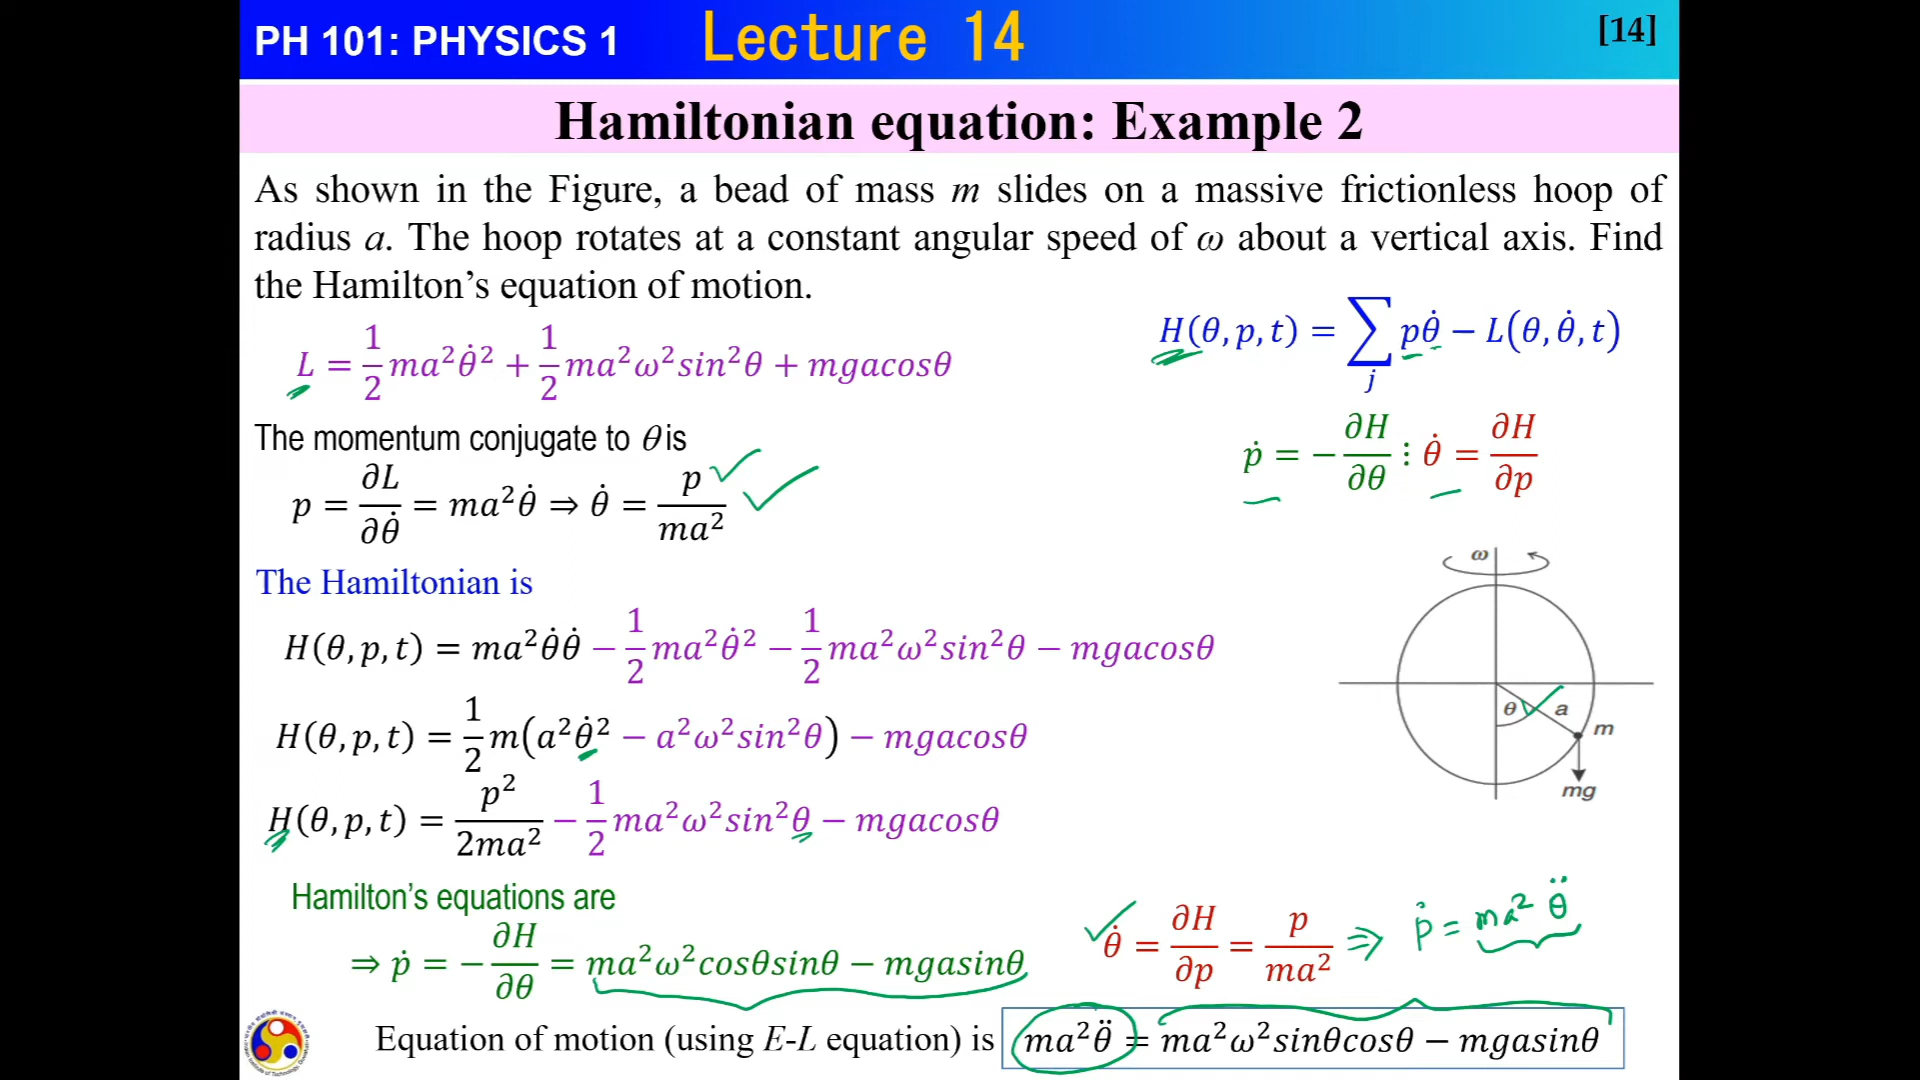 PH 101: PHYSICS 1 Lecture 14 [14]
Hamiltonian equation: Example 2
As shown in the Figure, a bead of mass m slides on a massive frictionless hoop of
radius a. The hoop rotates at a constant angular speed of ω about a vertical axis. Find
the Hamilton’s equation of motion.
L = 1/2 ma²θ̇² + 1/2 ma²ω²sin²θ + mgacosθ
H(θ, p, t) = ∑_j pθ̇ − L(θ, θ̇, t)
The momentum conjugate to θ is
p = ∂L/∂θ̇ = ma²θ̇ ⇒ θ̇ = p/ma²
ṗ = −∂H/∂θ ⋮ θ̇ = ∂H/∂p
The Hamiltonian is
H(θ, p, t) = ma²θ̇θ̇ − 1/2 ma²θ̇² − 1/2 ma²ω²sin²θ − mgacosθ
H(θ, p, t) = 1/2 m(a²θ̇² − a²ω²sin²θ) − mgacosθ
H(θ, p, t) = p²/2ma² − 1/2 ma²ω²sin²θ − mgacosθ
ω
θ a
m
mg
Hamilton’s equations are
⇒ ṗ = −∂H/∂θ = ma²ω²cosθsinθ − mgasinθ
θ̇ = ∂H/∂p = p/ma² ⇒ ṗ = ma² θ̈
Equation of motion (using E-L equation) is ma²θ̈ = ma²ω²sinθcosθ − mgasinθ